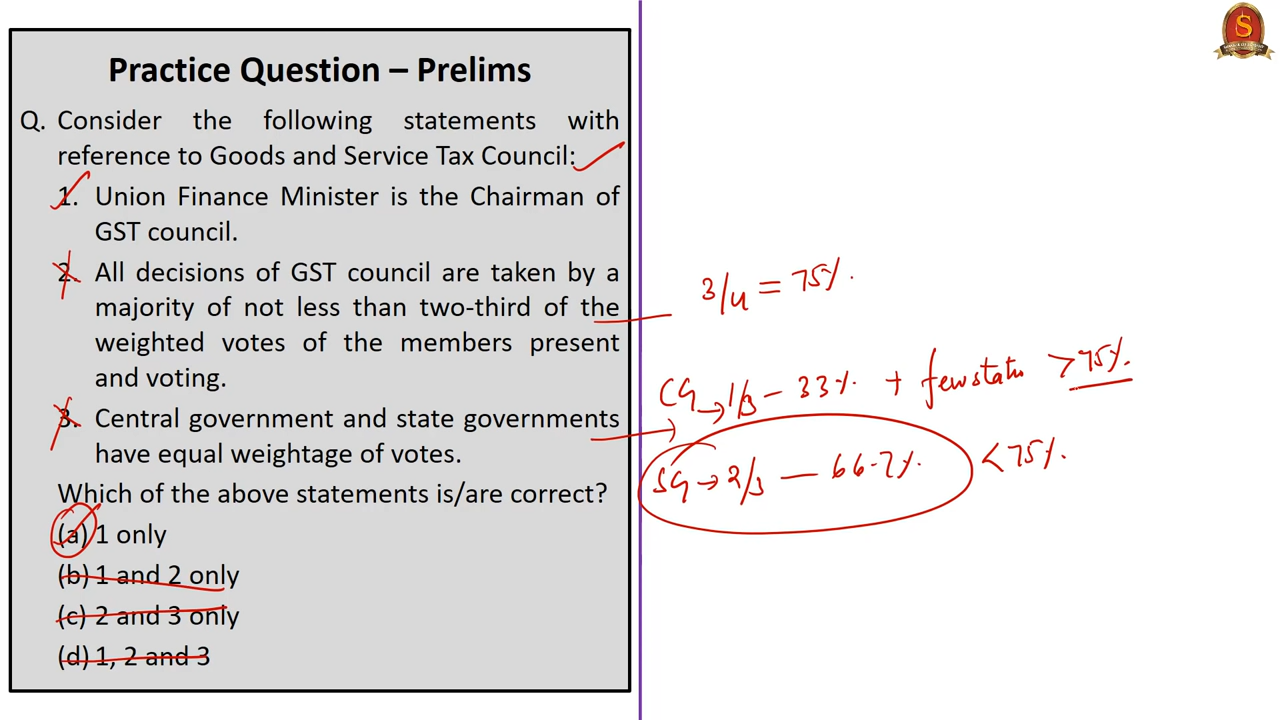 Practice Question – Prelims
Q. Consider the following statements with
reference to Goods and Service Tax Council:
1. Union Finance Minister is the Chairman of
GST council.
2. All decisions of GST council are taken by a
majority of not less than two-third of the
weighted votes of the members present
and voting.
3. Central government and state governments
have equal weightage of votes.
Which of the above statements is/are correct?
(a) 1 only
(b) 1 and 2 only
(c) 2 and 3 only
(d) 1, 2 and 3
S
3/4 = 75%.
CG → 1/3 – 33% + few states >75%.
SG → 2/3 — 66.7%. <75%.